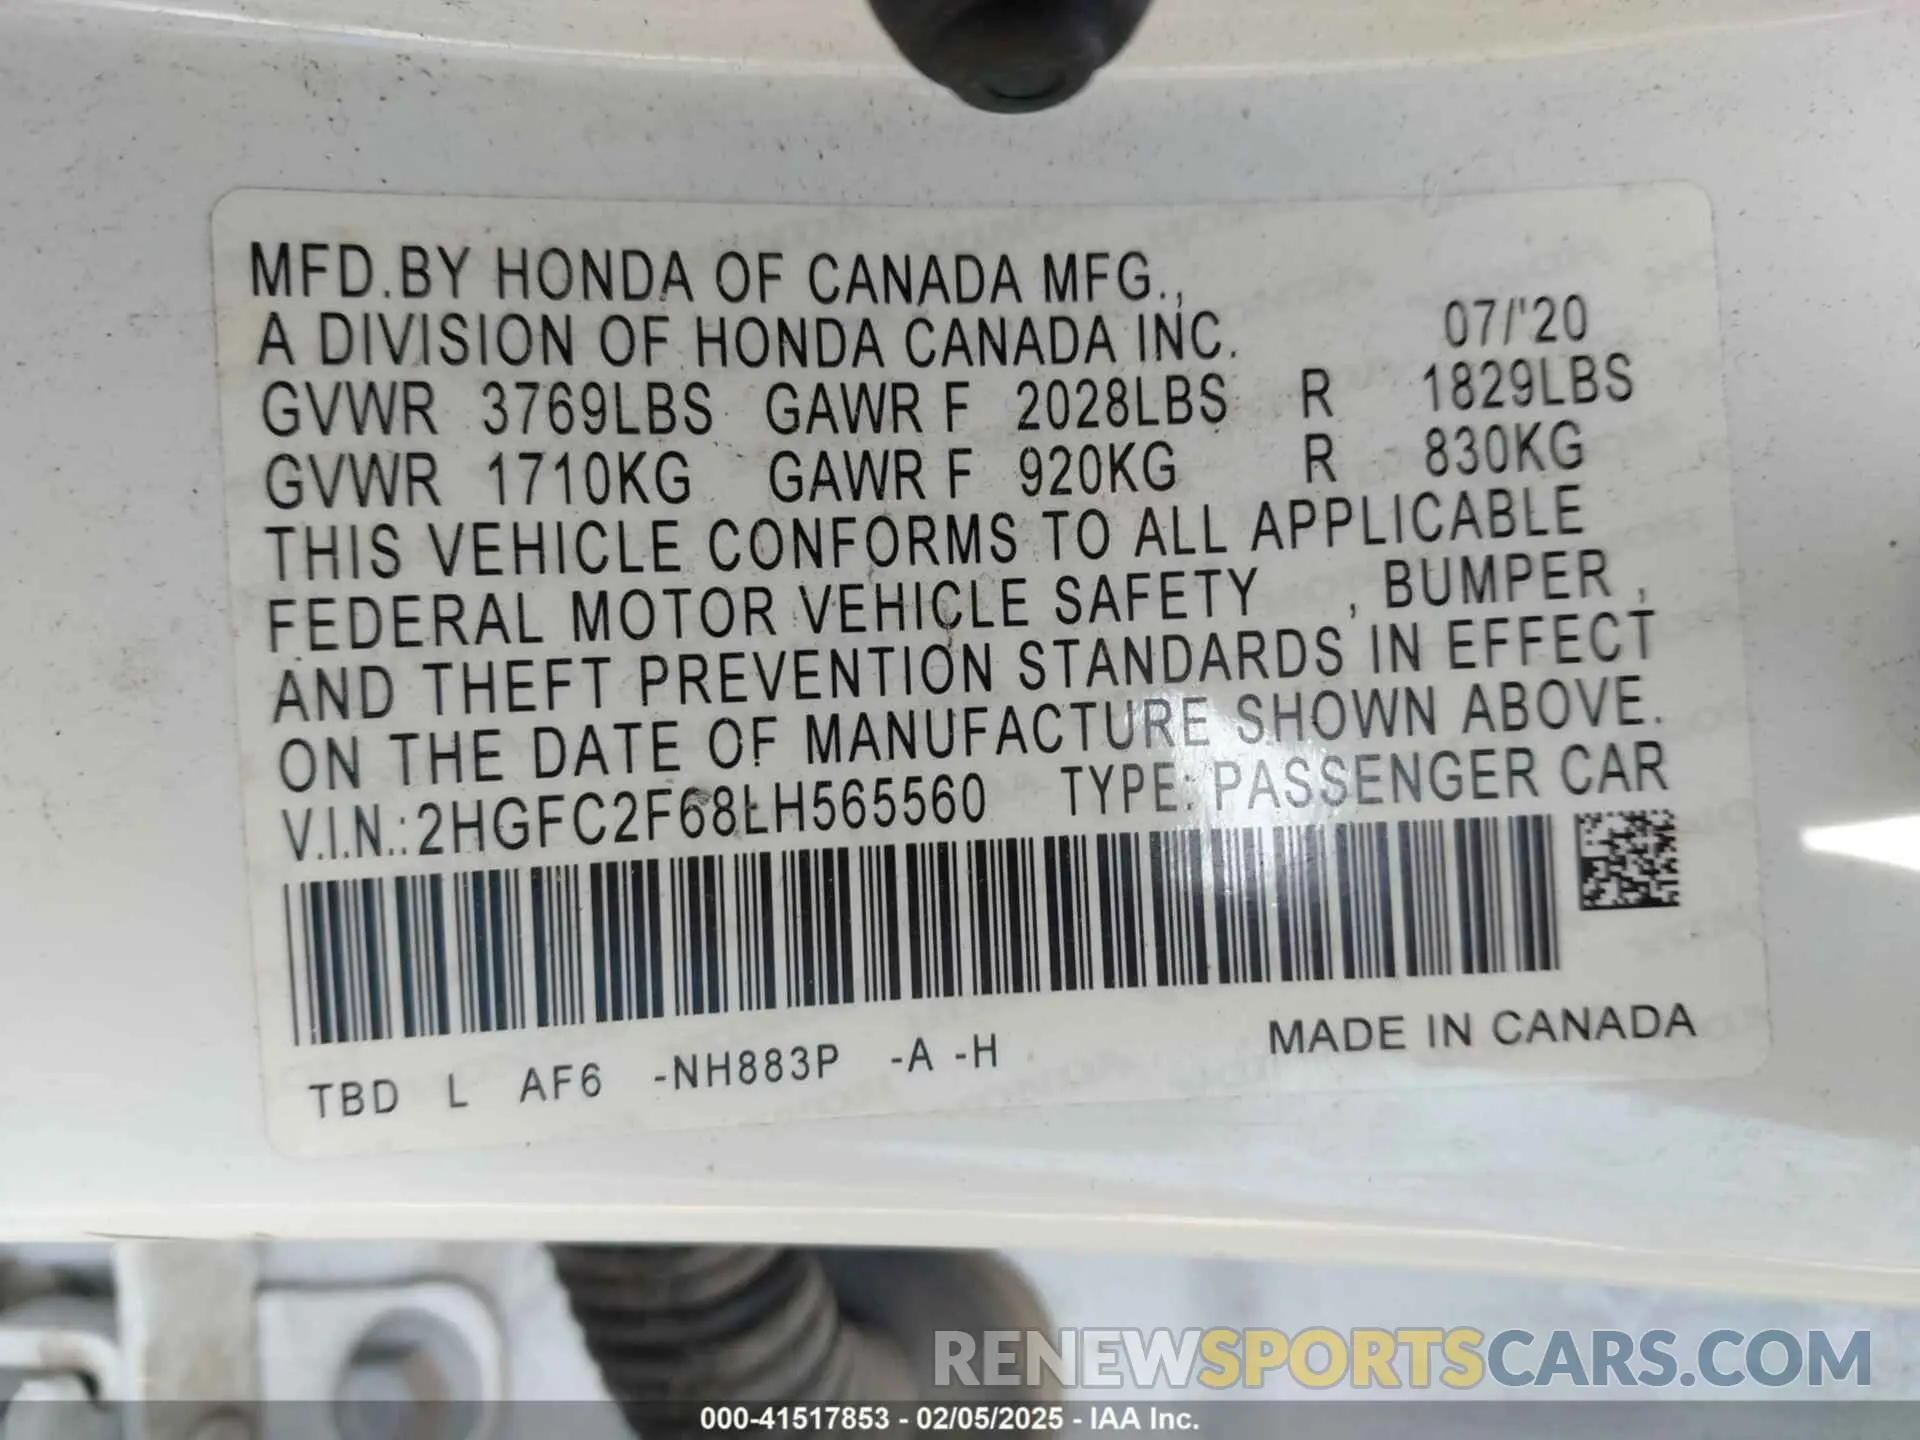 MFD.BY HONDA OF CANADA MFG.,
A DIVISION OF HONDA CANADA INC. 07/'20
GVWR 3769LBS GAWR F 2028LBS R 1829LBS
GVWR 1710KG GAWR F 920KG R 830KG
THIS VEHICLE CONFORMS TO ALL APPLICABLE
FEDERAL MOTOR VEHICLE SAFETY , BUMPER ,
AND THEFT PREVENTION STANDARDS IN EFFECT
ON THE DATE OF MANUFACTURE SHOWN ABOVE.
V.I.N.:2HGFC2F68LH565560 TYPE: PASSENGER CAR
TBD L AF6 -NH883P -A -H MADE IN CANADA
RENEWSPORTSCARS.COM
000-41517853 - 02/05/2025 - IAA Inc.